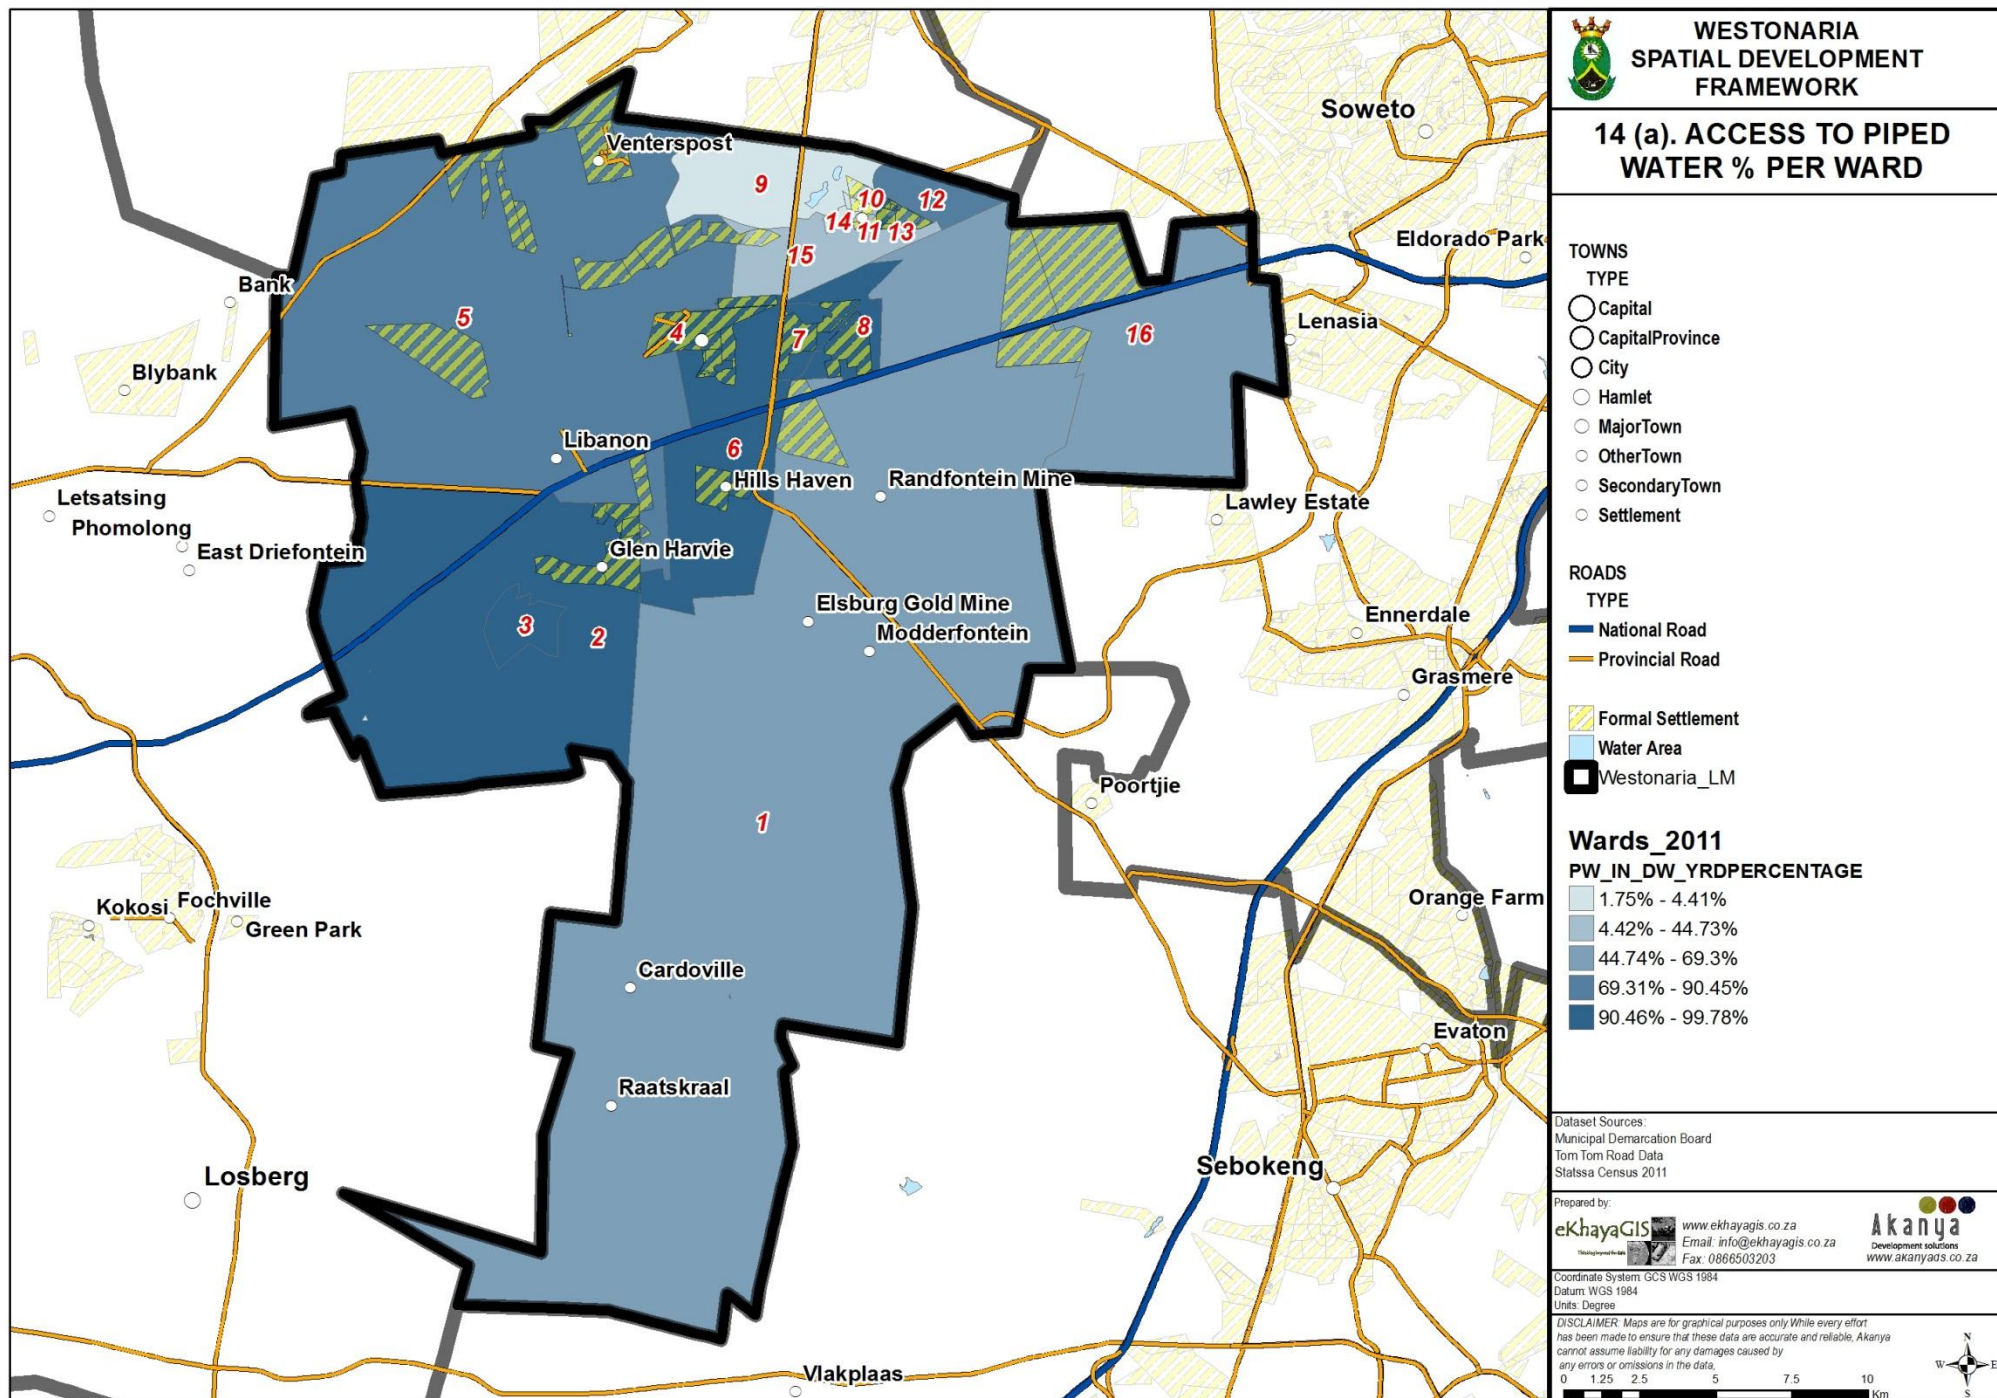 WESTONARIA
SPATIAL DEVELOPMENT
FRAMEWORK
14 (a). ACCESS TO PIPED
WATER % PER WARD
TOWNS
TYPE
Capital
CapitalProvince
City
Hamlet
MajorTown
OtherTown
SecondaryTown
Settlement
ROADS
TYPE
National Road
Provincial Road
Formal Settlement
Water Area
Westonaria_LM
Wards_2011
PW_IN_DW_YRDPERCENTAGE
1.75% - 4.41%
4.42% - 44.73%
44.74% - 69.3%
69.31% - 90.45%
90.46% - 99.78%
Dataset Sources:
Municipal Demarcation Board
Tom Tom Road Data
Statssa Census 2011
Prepared by:
eKhayaGIS
www.ekhayagis.co.za
Email: info@ekhayagis.co.za
Fax: 0866503203
Akanya
Development solutions
www.akanyads.co.za
Coordinate System: GCS WGS 1984
Datum: WGS 1984
Units: Degree
DISCLAIMER: Maps are for graphical purposes only. While every effort
has been made to ensure that these data are accurate and reliable, Akanya
cannot assume liability for any damages caused by
any errors or omissions in the data,
0 1.25 2.5 5 7.5 10
Km
N
W E
S
Soweto
Venterspost
9
10
12
14
11
13
15
Eldorado Park
Bank
5
4
7
8
16
Lenasia
Blybank
Libanon
6
Hills Haven
Randfontein Mine
Letsatsing
Phomolong
East Driefontein
Lawley Estate
Glen Harvie
3
2
Elsburg Gold Mine
Modderfontein
Ennerdale
Grasmere
Poortjie
1
Kokosi
Fochville
Green Park
Orange Farm
Cardoville
Evaton
Raatskraal
Losberg
Sebokeng
Vlakplaas